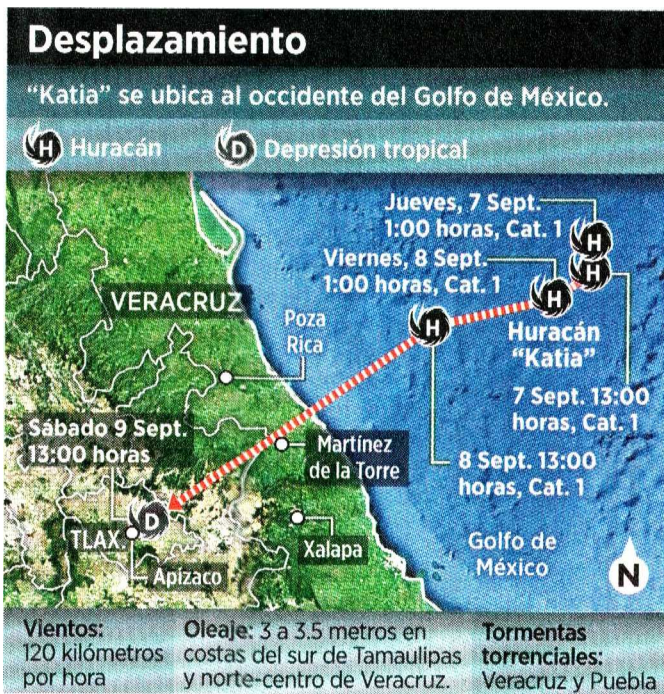 Desplazamiento
"Katia" se ubica al occidente del Golfo de México.
H Huracán
D Depresión tropical
Jueves, 7 Sept.
1:00 horas, Cat. 1
H
Viernes, 8 Sept.
1:00 horas, Cat. 1
H
H
H
VERACRUZ
Poza
Rica
Huracán
"Katia"
7 Sept. 13:00
horas, Cat. 1
Sábado 9 Sept.
13:00 horas
Martínez
de la Torre
8 Sept. 13:00
horas, Cat. 1
D
TLAX.
Xalapa
Apizaco
Golfo de
México
N
Vientos:
120 kilómetros
por hora
Oleaje: 3 a 3.5 metros en
costas del sur de Tamaulipas
y norte-centro de Veracruz.
Tormentas
torrenciales:
Veracruz y Puebla